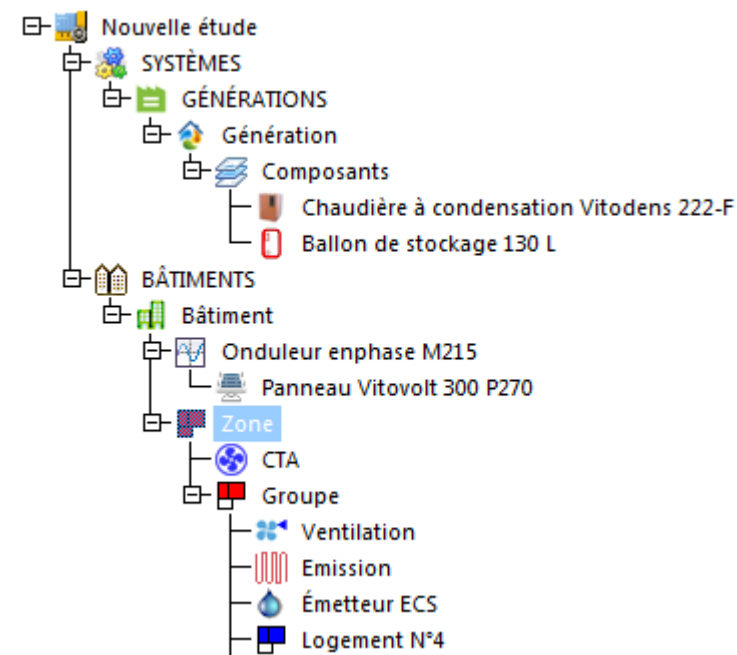 Nouvelle étude
SYSTÈMES
GÉNÉRATIONS
Génération
Composants
Chaudière à condensation Vitodens 222-F
Ballon de stockage 130 L
BÂTIMENTS
Bâtiment
Onduleur enphase M215
Panneau Vitovolt 300 P270
Zone
CTA
Groupe
Ventilation
Emission
Émetteur ECS
Logement N°4